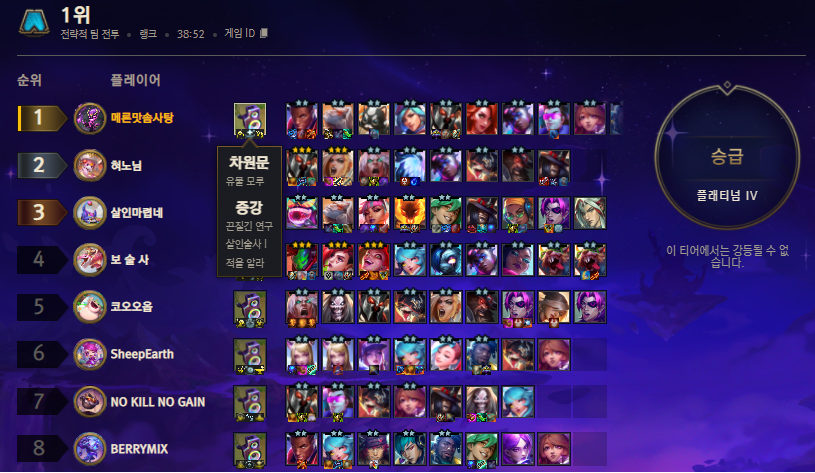 1위
전략적 팀 전투 • 랭크 • 38:52 • 게임 ID
순위 플레이어
1 메론맛솜사탕
2 혀노님
3 살인마렵네
4 보 술 사
5 코오오옵
6 SheepEarth
7 NO KILL NO GAIN
8 BERRYMIX
차원문
유물 모루
증강
끈질긴 연구
살인술사 I
적을 알라
승급
플래티넘 IV
이 티어에서는 강등될 수 없
습니다.